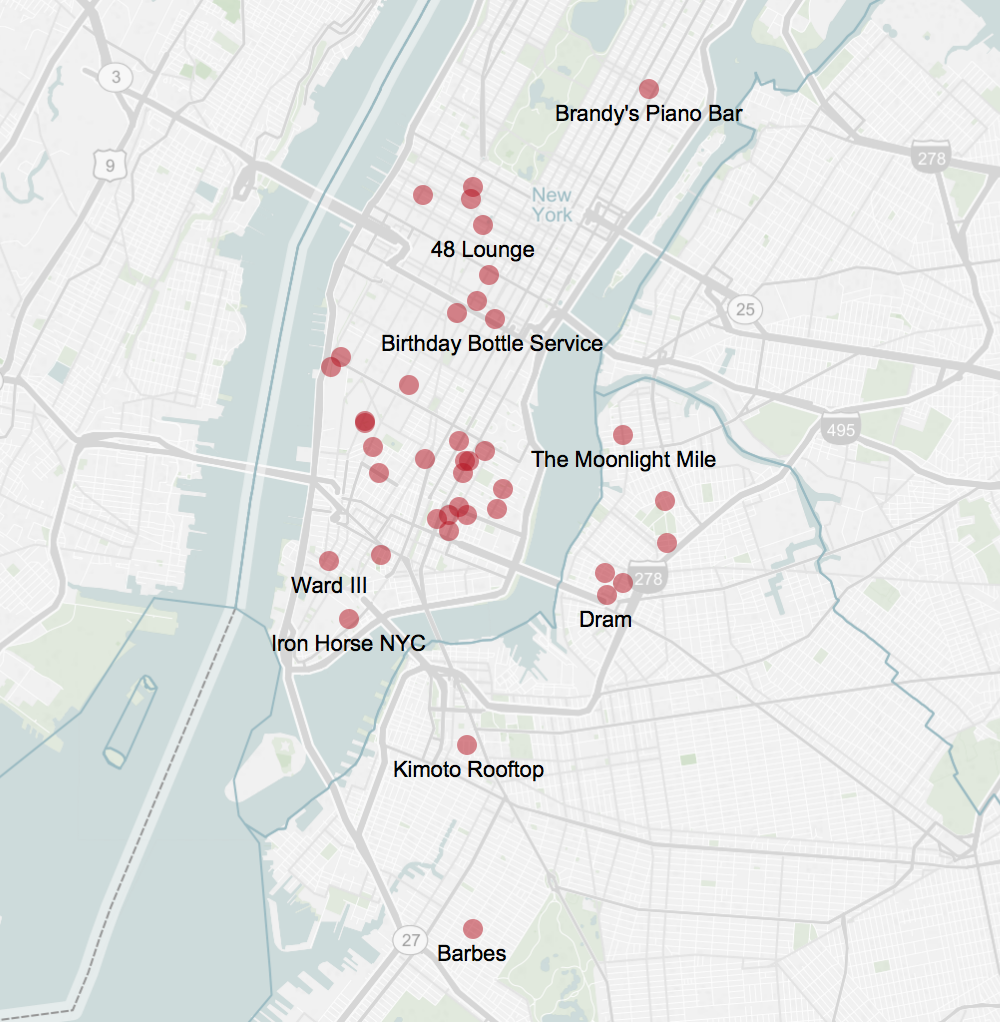 3
Brandy's Piano Bar
278
9
New
York
48 Lounge
25
Birthday Bottle Service
495
The Moonlight Mile
278
Ward III
Dram
Iron Horse NYC
Kimoto Rooftop
27
Barbes